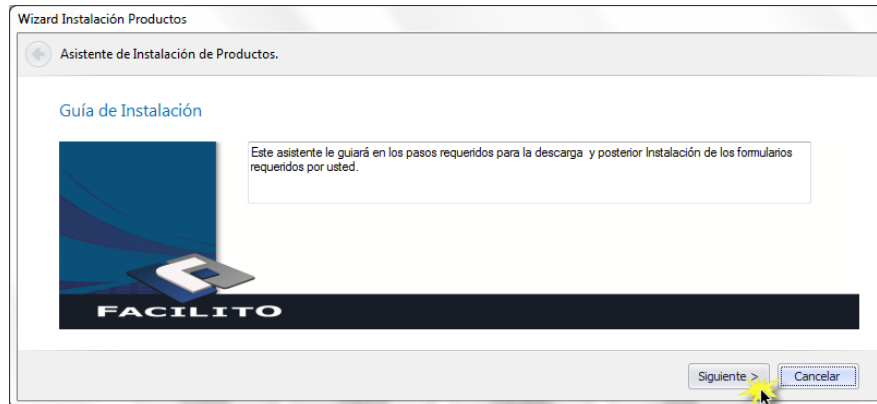 Wizard Instalación Productos
Asistente de Instalación de Productos.
Guía de Instalación
Este asistente le guiará en los pasos requeridos para la descarga y posterior Instalación de los formularios
requeridos por usted.
FACILITO
Siguiente >
Cancelar